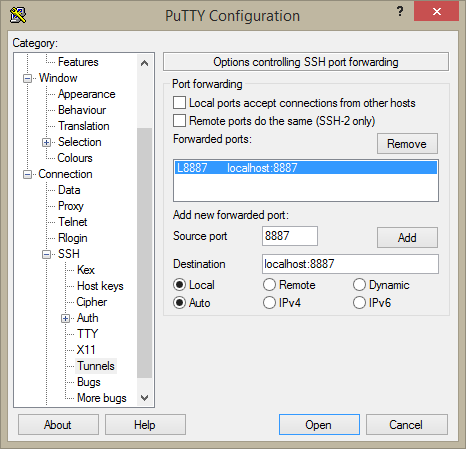 PuTTY Configuration
?
Category:
Features
Window
Appearance
Behaviour
Translation
Selection
Colours
Connection
Data
Proxy
Telnet
Rlogin
SSH
Kex
Host keys
Cipher
Auth
TTY
X11
Tunnels
Bugs
More bugs
Options controlling SSH port forwarding
Port forwarding
Local ports accept connections from other hosts
Remote ports do the same (SSH-2 only)
Forwarded ports:
Remove
L8887 localhost:8887
Add new forwarded port:
Source port 8887 Add
Destination localhost:8887
Local Remote Dynamic
Auto IPv4 IPv6
About Help Open Cancel